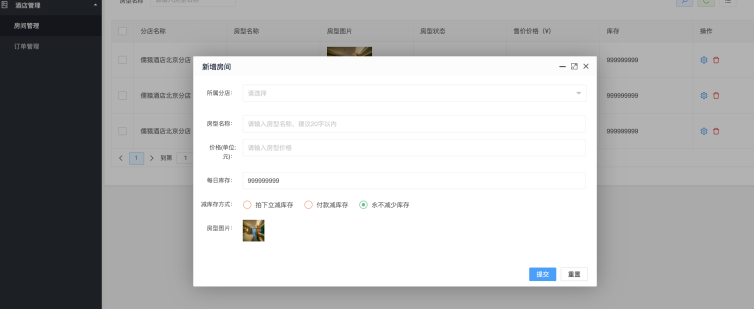 酒店管理
房型名称
房间管理
订单管理
分店名称 房型名称 房型图片 房型状态 售价价格 (¥) 库存 操作
儒猿酒店北京分店 999999999
儒猿酒店北京分店 999999999
儒猿酒店北京分店 999999999
1 到第 1
新增房间
所属分店： 请选择
房型名称： 请输入房型名称，建议20字以内
价格(单位:元)： 请输入房型价格
每日库存： 999999999
减库存方式： 拍下立减库存 付款减库存 永不减少库存
房型图片：
提交 重置